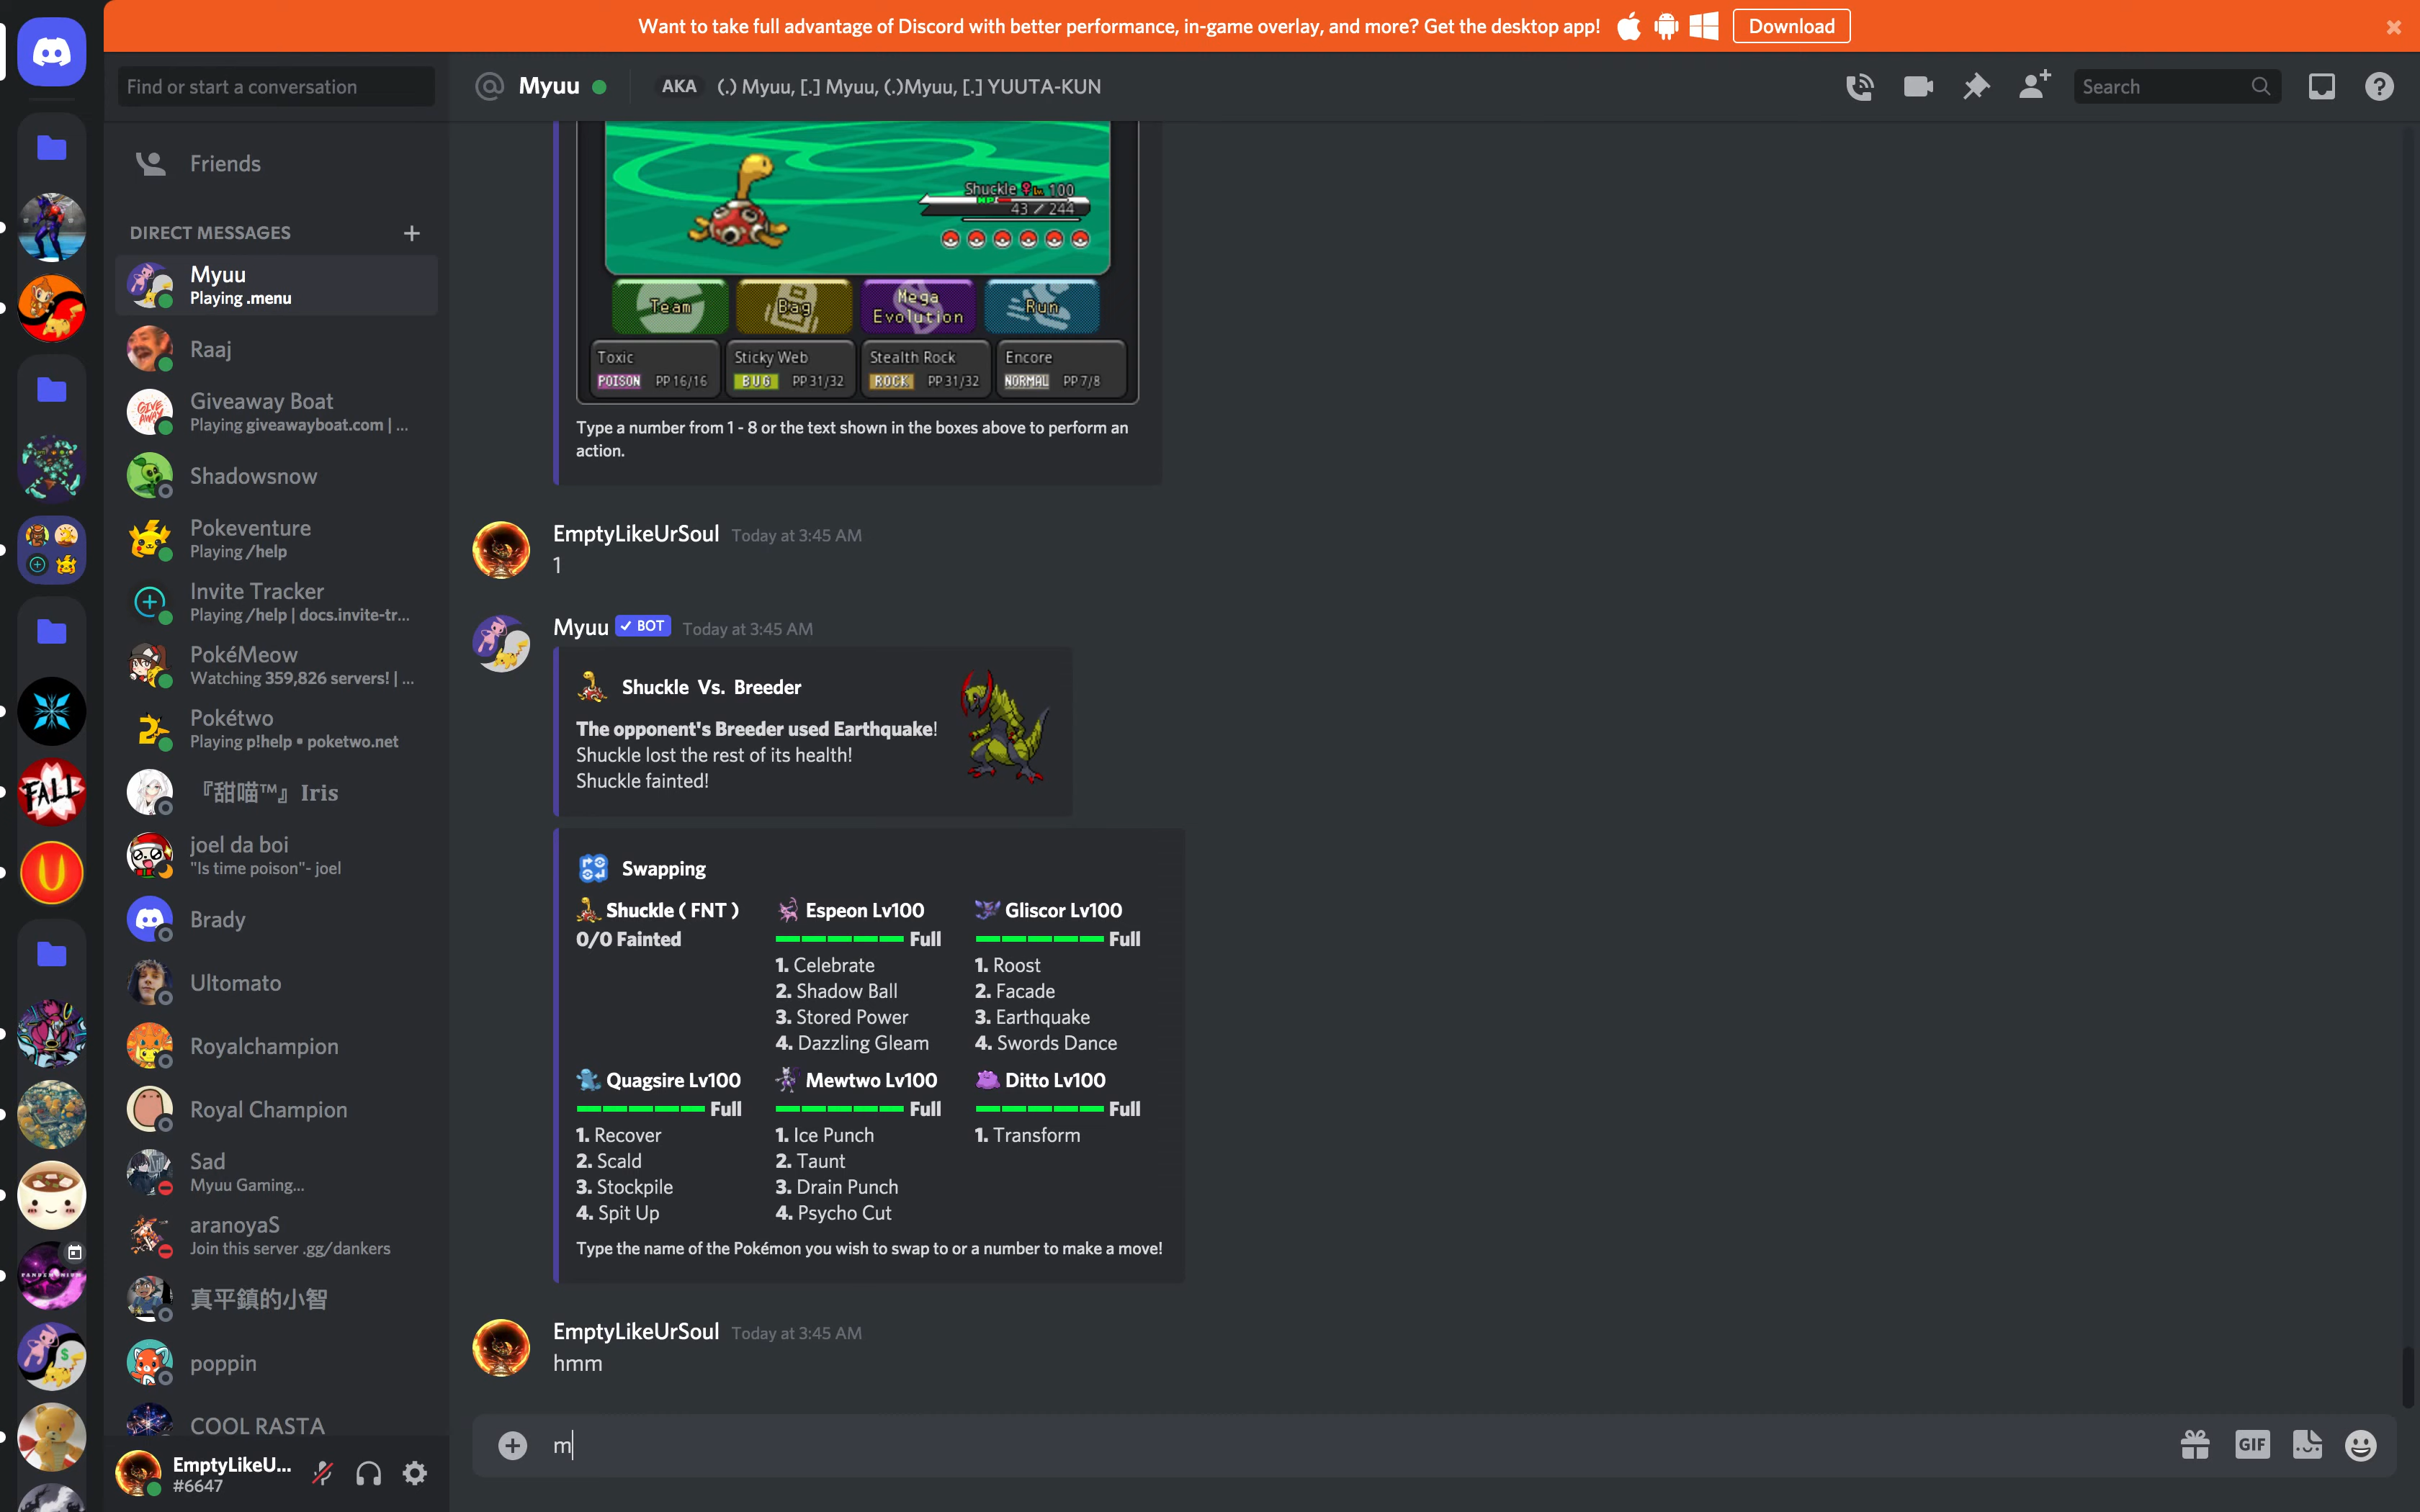 Want to take full advantage of Discord with better performance, in-game overlay, and more? Get the desktop app!
Download
Find or start a conversation
Myuu
AKA
(.) Myuu, [.] Myuu, (.)Myuu, [.] YUUTA-KUN
Search
Friends
DIRECT MESSAGES
Myuu
Playing .menu
Raaj
GIVE AWAY
Giveaway Boat
Playing giveawayboat.com | ...
Shadowsnow
Pokeventure
Playing /help
Invite Tracker
Playing /help | docs.invite-tr...
PokéMeow
Watching 359,826 servers! | ...
Pokétwo
Playing p!help • poketwo.net
『甜喵™』Iris
joel da boi
"Is time poison"- joel
Brady
Ultomato
Royalchampion
Royal Champion
Sad
Myuu Gaming...
aranoyaS
Join this server .gg/dankers
真平鎮的小智
poppin
COOL RASTA
EmptyLikeU...
#6647
FALL
U
Shuckle ♀ Lv. 100
HP
43 / 244
Team
Bag
Mega Evolution
Run
Toxic
POISON PP 16/16
Sticky Web
BUG PP 31/32
Stealth Rock
ROCK PP 31/32
Encore
NORMAL PP 7/8
Type a number from 1 - 8 or the text shown in the boxes above to perform an
action.
EmptyLikeUrSoul Today at 3:45 AM
1
Myuu ✓ BOT Today at 3:45 AM
Shuckle Vs. Breeder
The opponent's Breeder used Earthquake!
Shuckle lost the rest of its health!
Shuckle fainted!
Swapping
Shuckle ( FNT )
0/0 Fainted
Espeon Lv100
Full
1. Celebrate
2. Shadow Ball
3. Stored Power
4. Dazzling Gleam
Gliscor Lv100
Full
1. Roost
2. Facade
3. Earthquake
4. Swords Dance
Quagsire Lv100
Full
1. Recover
2. Scald
3. Stockpile
4. Spit Up
Mewtwo Lv100
Full
1. Ice Punch
2. Taunt
3. Drain Punch
4. Psycho Cut
Ditto Lv100
Full
1. Transform
Type the name of the Pokémon you wish to swap to or a number to make a move!
EmptyLikeUrSoul Today at 3:45 AM
hmm
m
GIF